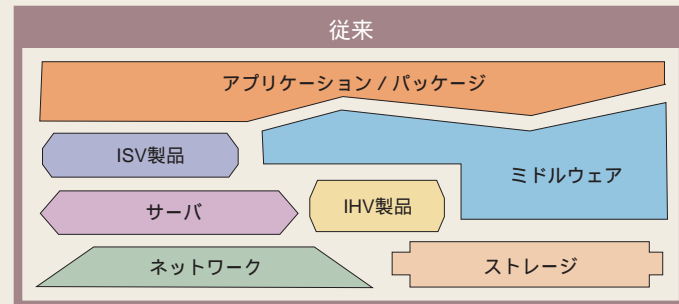 従来
アプリケーション / パッケージ
ISV製品
ミドルウェア
サーバ
IHV製品
ネットワーク
ストレージ